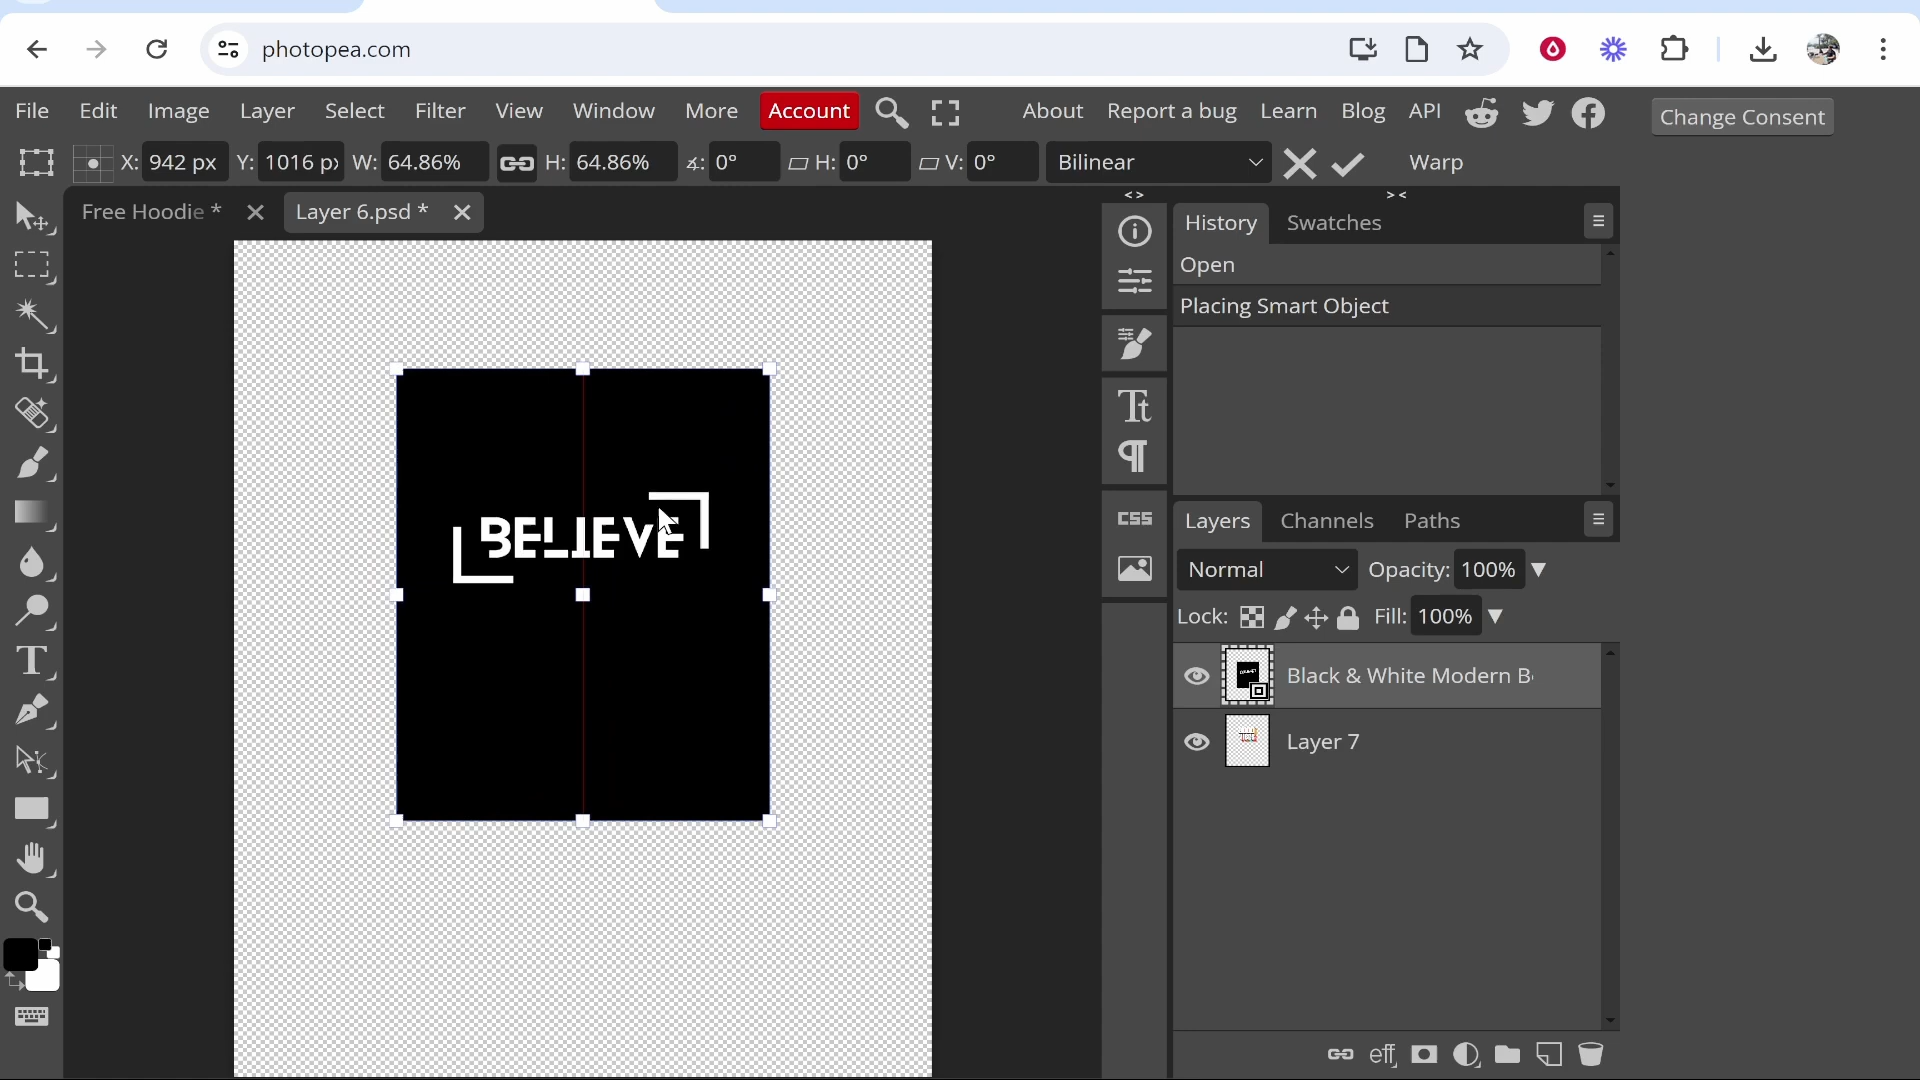 photopea.com
File Edit Image Layer Select Filter View Window More Account About Report a bug Learn Blog API Change Consent
X: 942 px Y: 1016 px W: 64.86% H: 64.86% ∡: 0° H: 0° V: 0° Bilinear Warp
Free Hoodie * Layer 6.psd *
< > > <
History Swatches
Open
Placing Smart Object
BELIEVE
CSS
Layers Channels Paths
Normal Opacity: 100%
Lock: Fill: 100%
Black & White Modern B
Layer 7
eff